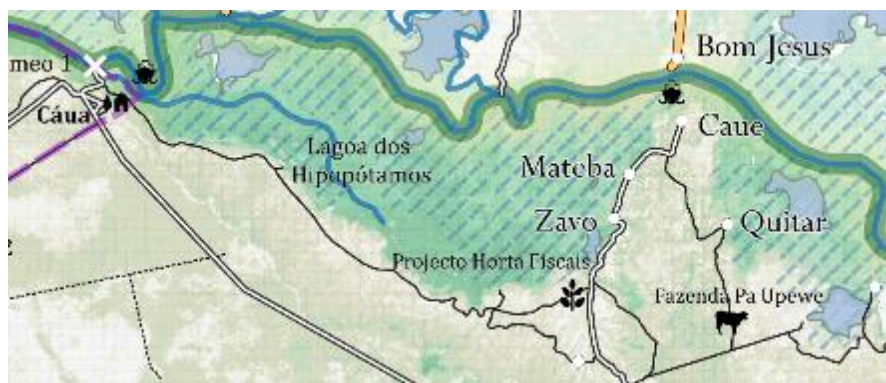 Bom Jesus
meo 1
Cáua
Caue
Lagoa dos
Hipopótamos
Mateba
Zavo
Quitar
Projecto Horta Fiscais
Fazenda Pa Upewe